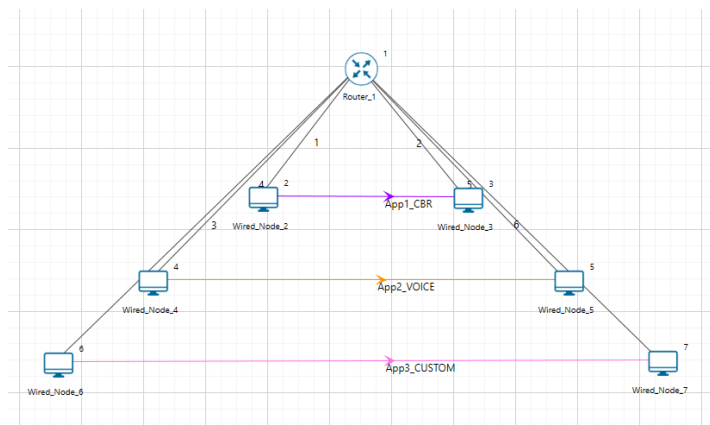 1
Router_1
1
2
4
2
5
3
Wired_Node_2
App1_CBR
Wired_Node_3
3
6
4
5
Wired_Node_4
App2_VOICE
Wired_Node_5
6
7
Wired_Node_6
App3_CUSTOM
Wired_Node_7